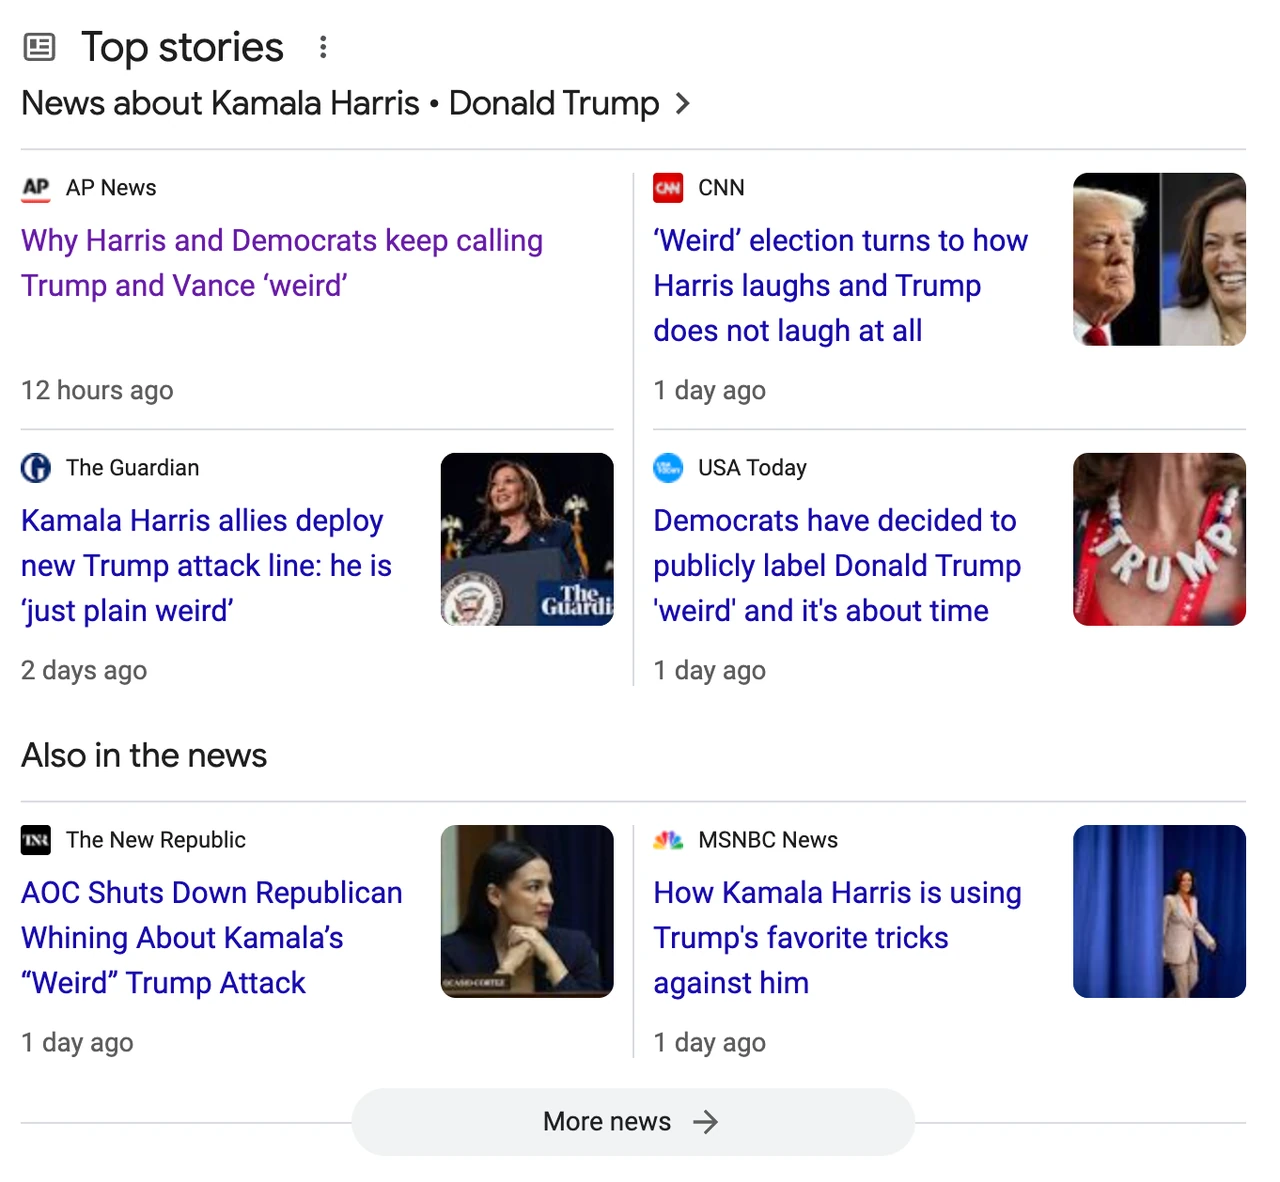 Top stories
News about Kamala Harris • Donald Trump
AP AP News
Why Harris and Democrats keep calling
Trump and Vance ‘weird’
12 hours ago
CNN CNN
‘Weird’ election turns to how
Harris laughs and Trump
does not laugh at all
1 day ago
G The Guardian
Kamala Harris allies deploy
new Trump attack line: he is
‘just plain weird’
2 days ago
The
Guardi
USA TODAY USA Today
Democrats have decided to
publicly label Donald Trump
'weird' and it's about time
1 day ago
TRUMP
Also in the news
TNR The New Republic
AOC Shuts Down Republican
Whining About Kamala’s
“Weird” Trump Attack
1 day ago
OCASIO-CORTEZ
MSNBC News
How Kamala Harris is using
Trump's favorite tricks
against him
1 day ago
More news